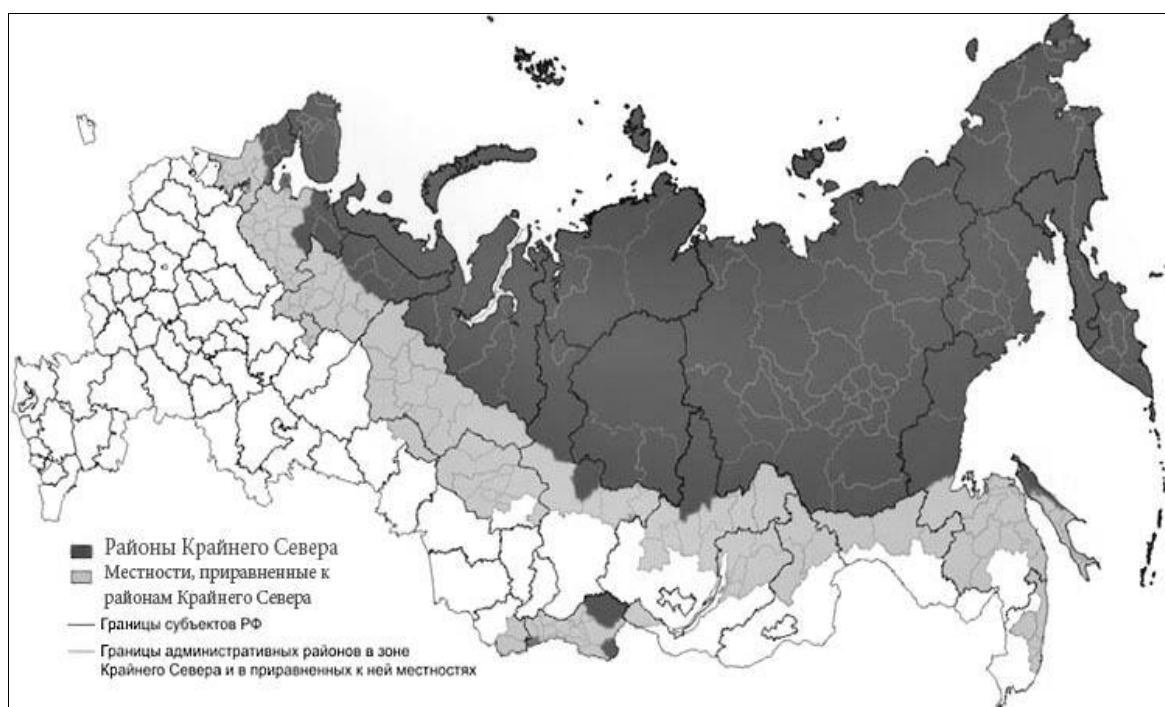 Районы Крайнего Севера
Местности, приравненные к
районам Крайнего Севера
Границы субъектов РФ
Границы административных районов в зоне
Крайнего Севера и в приравненных к ней местностях